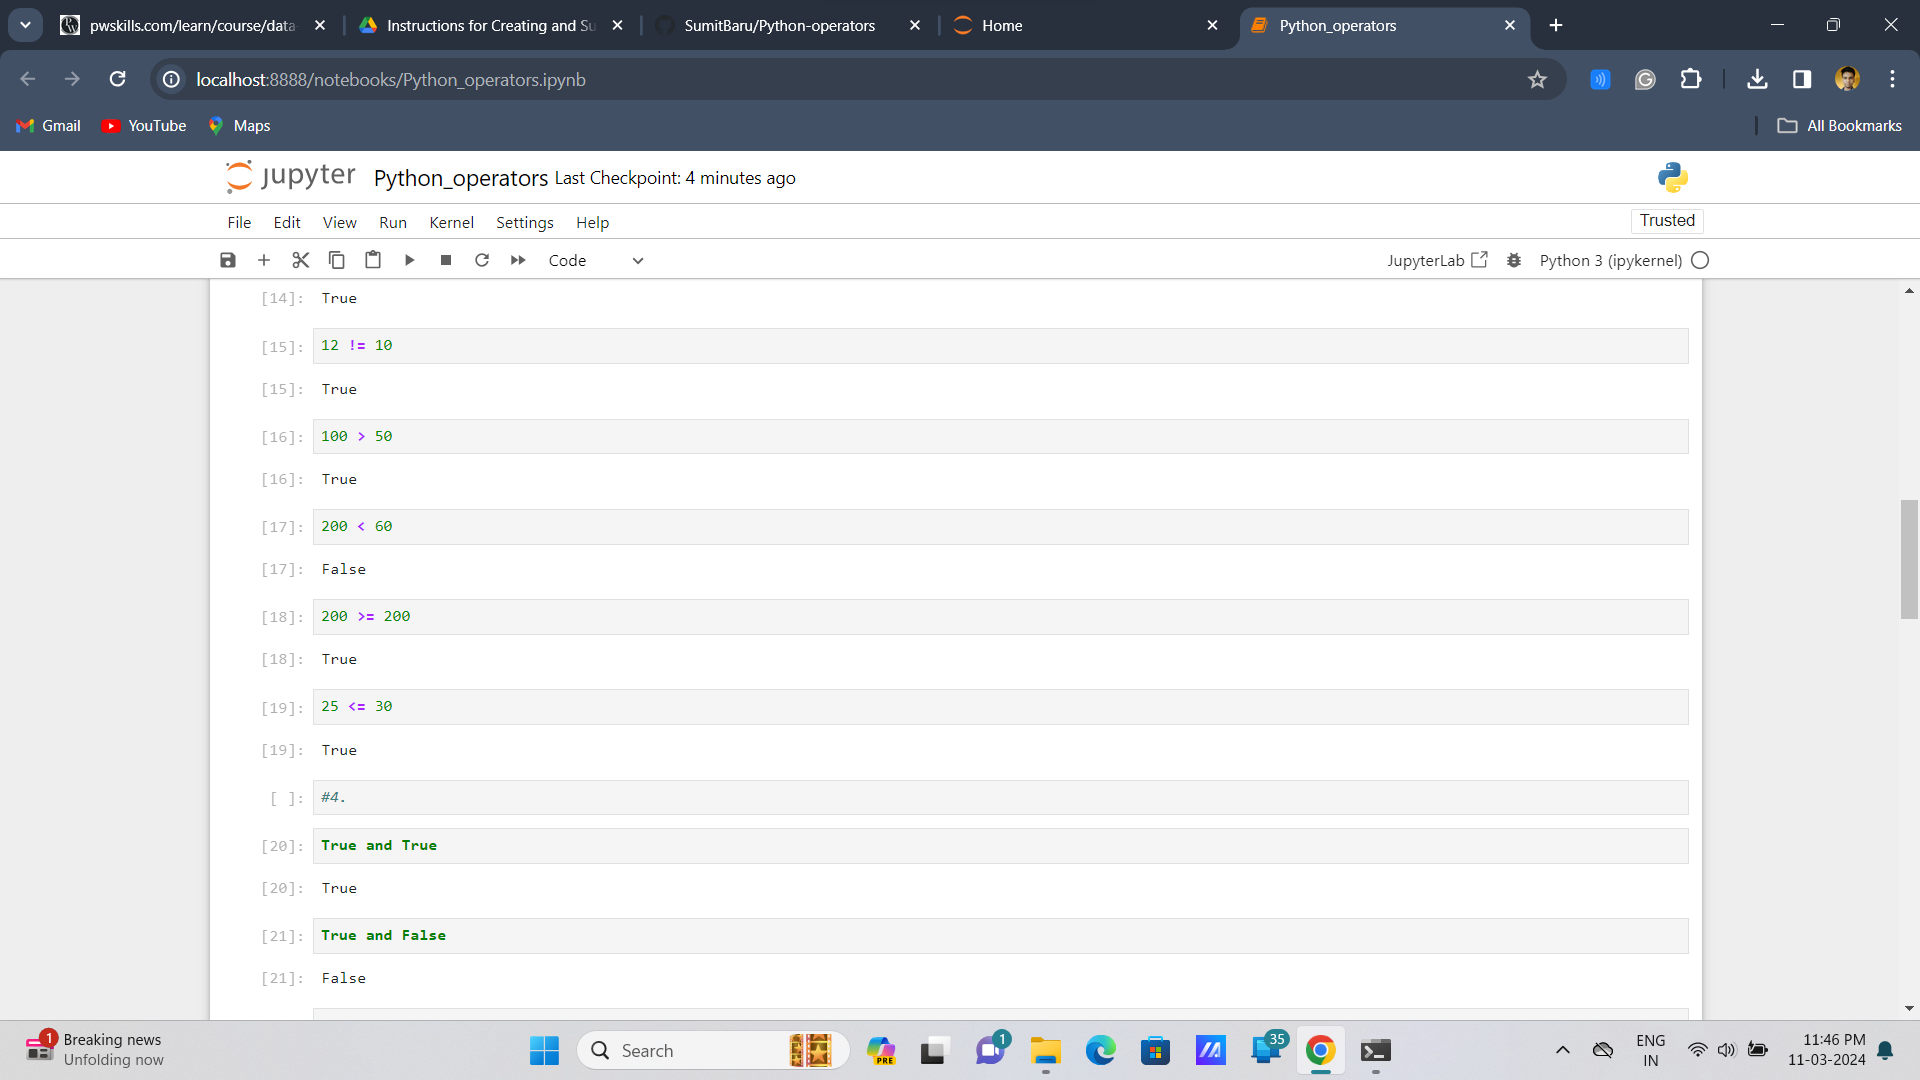 pwskills.com/learn/course/data-
Instructions for Creating and Su
SumitBaru/Python-operators
Home
Python_operators
localhost:8888/notebooks/Python_operators.ipynb
Gmail
YouTube
Maps
All Bookmarks
jupyter Python_operators Last Checkpoint: 4 minutes ago
File Edit View Run Kernel Settings Help
Trusted
Code
JupyterLab
Python 3 (ipykernel)
[14]: True
[15]: 12 != 10
[15]: True
[16]: 100 > 50
[16]: True
[17]: 200 < 60
[17]: False
[18]: 200 >= 200
[18]: True
[19]: 25 <= 30
[19]: True
[ ]: #4.
[20]: True and True
[20]: True
[21]: True and False
[21]: False
1
Breaking news
Unfolding now
Search
PRE
1
35
ENG
IN
11:46 PM
11-03-2024